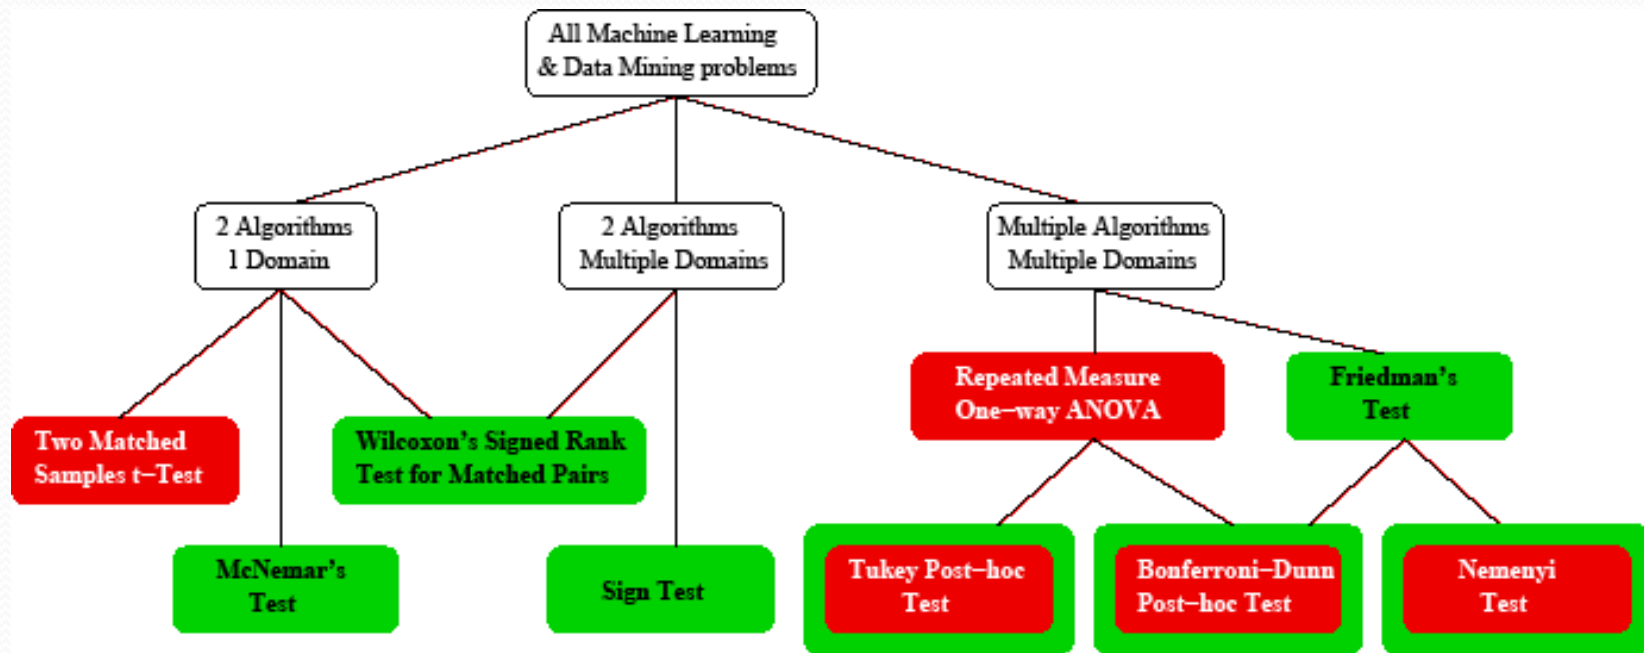 All Machine Learning
& Data Mining problems
2 Algorithms
1 Domain
2 Algorithms
Multiple Domains
Multiple Algorithms
Multiple Domains
Repeated Measure
One−way ANOVA
Friedman's
Test
Two Matched
Samples t−Test
Wilcoxon's Signed Rank
Test for Matched Pairs
McNemar's
Test
Sign Test
Tukey Post−hoc
Test
Bonferroni−Dunn
Post−hoc Test
Nemenyi
Test